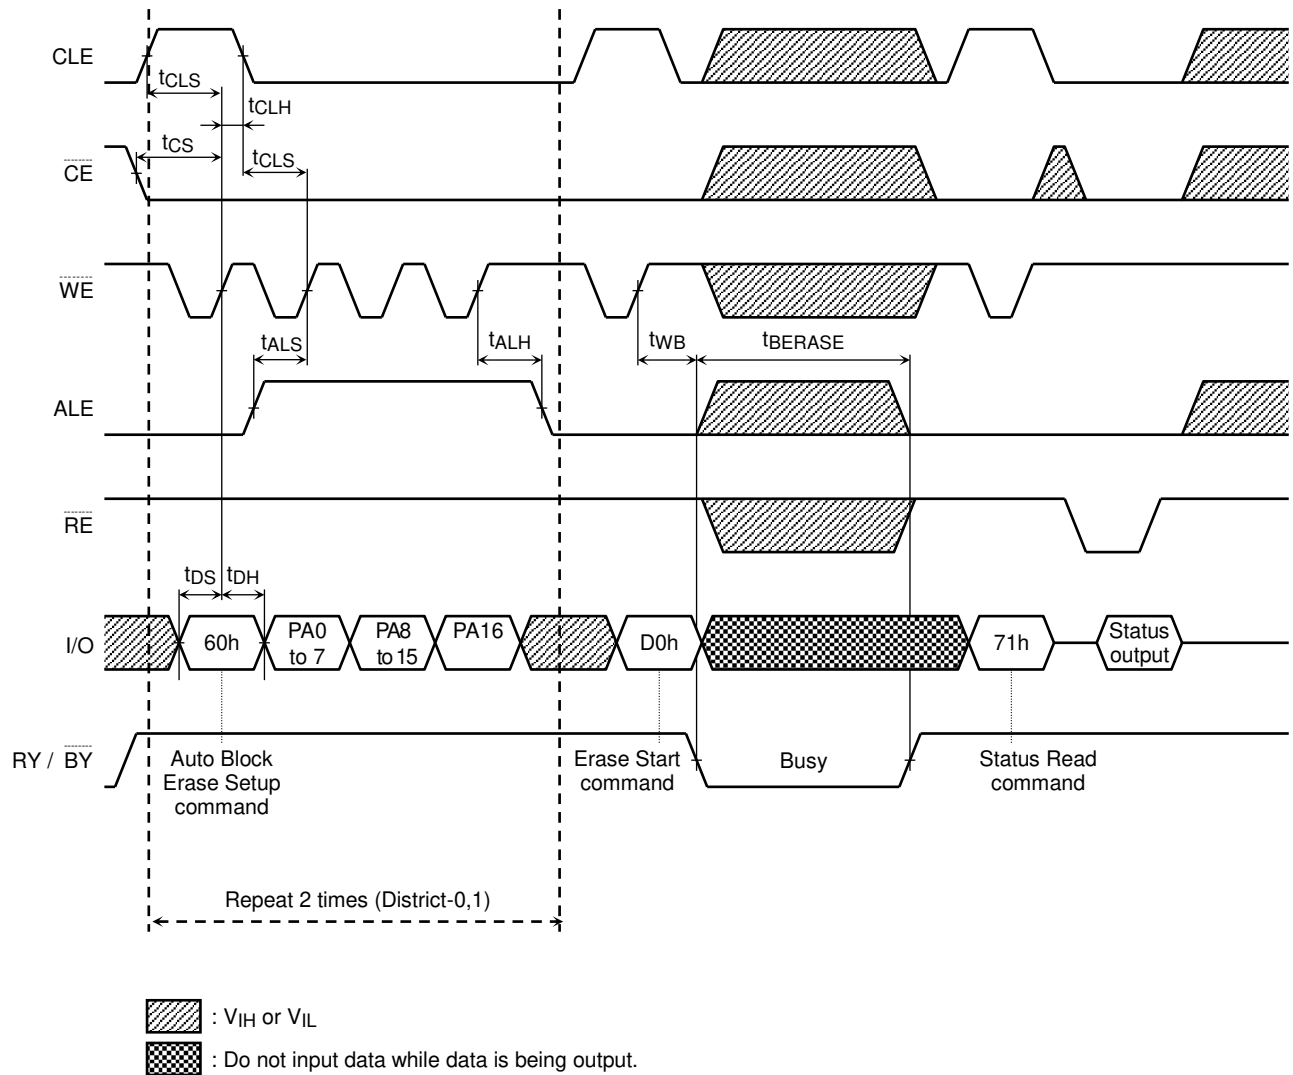 CLE
tCLS
tCLH
tCS
CE
tCLS
WE
tALS
tALH
tWB
tBERASE
ALE
RE
tDS
tDH
I/O
60h
PA0
to 7
PA8
to 15
PA16
D0h
71h
Status
output
RY / BY
Auto Block
Erase Setup
command
Erase Start
command
Busy
Status Read
command
Repeat 2 times (District-0,1)
: VIH or VIL
: Do not input data while data is being output.